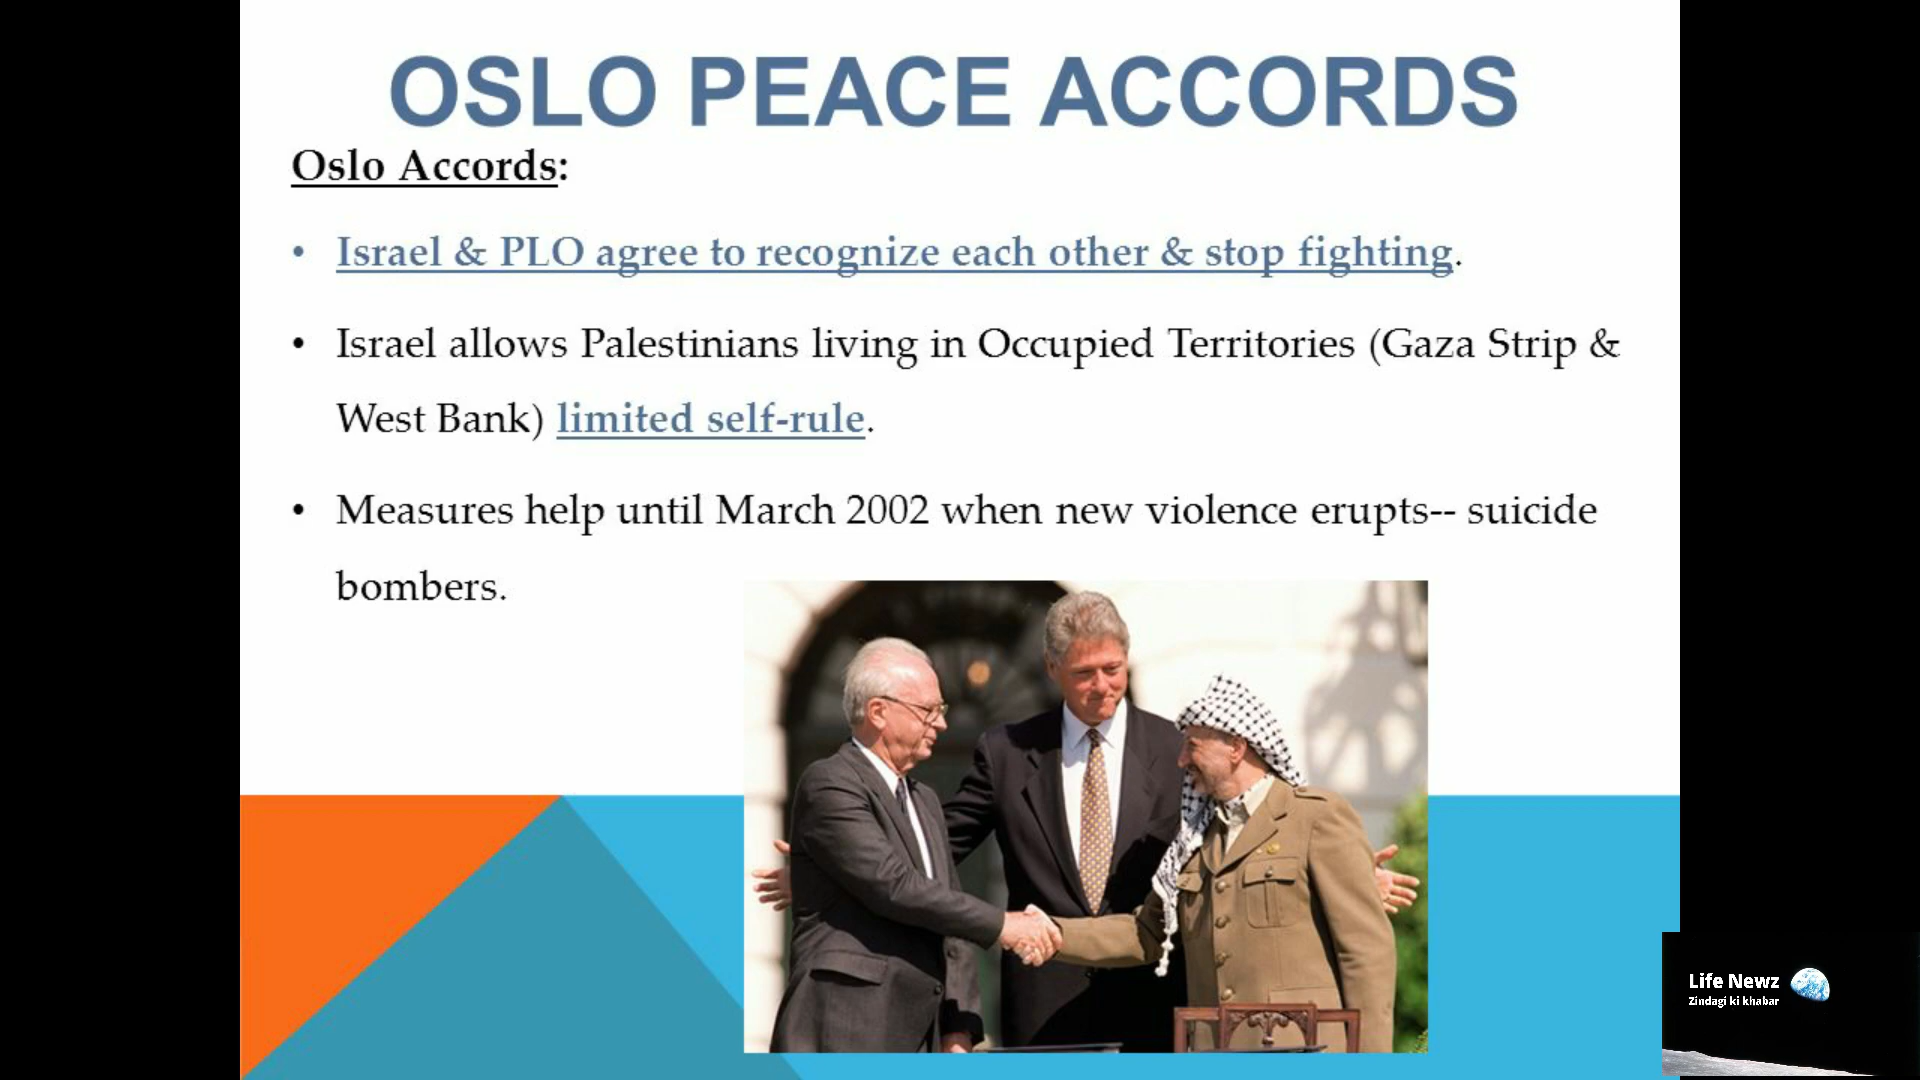 OSLO PEACE ACCORDS
Oslo Accords:
• Israel & PLO agree to recognize each other & stop fighting.
• Israel allows Palestinians living in Occupied Territories (Gaza Strip &
West Bank) limited self-rule.
• Measures help until March 2002 when new violence erupts-- suicide
bombers.
Life Newz
Zindagi ki khabar